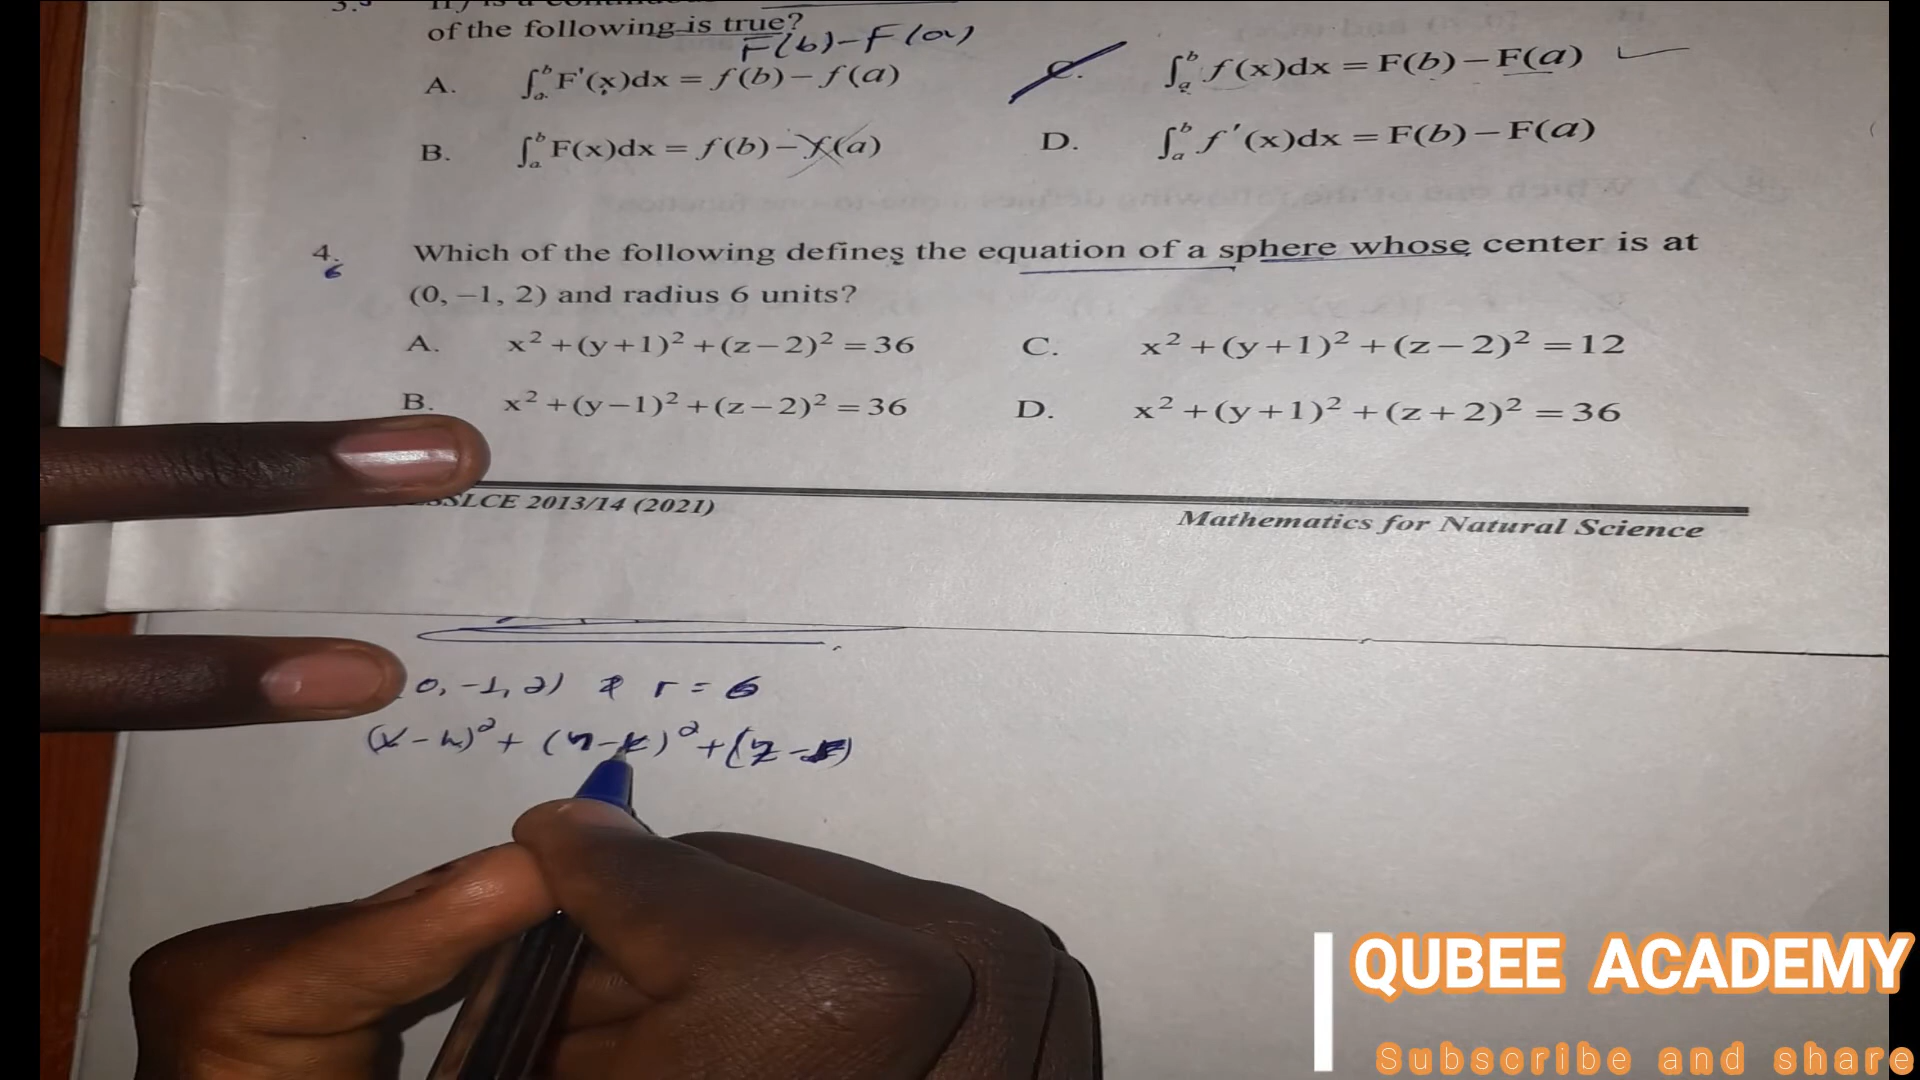 of the following is true?
F(b)-F(a)
A. ∫ₐᵇ F'(x)dx = f(b) − f(a)
C. ∫ₐᵇ f(x)dx = F(b) − F(a)
B. ∫ₐᵇ F(x)dx = f(b) − f(a)
D. ∫ₐᵇ f'(x)dx = F(b) − F(a)
4. Which of the following defines the equation of a sphere whose center is at
6
(0, −1, 2) and radius 6 units?
A. x² + (y+1)² + (z−2)² = 36
C. x² + (y+1)² + (z−2)² = 12
B. x² + (y−1)² + (z−2)² = 36
D. x² + (y+1)² + (z+2)² = 36
SSLCE 2013/14 (2021)
Mathematics for Natural Science
0, -1, 2) & r = 6
(x-h)² + (y-k)² + (z-
QUBEE ACADEMY
Subscribe and share